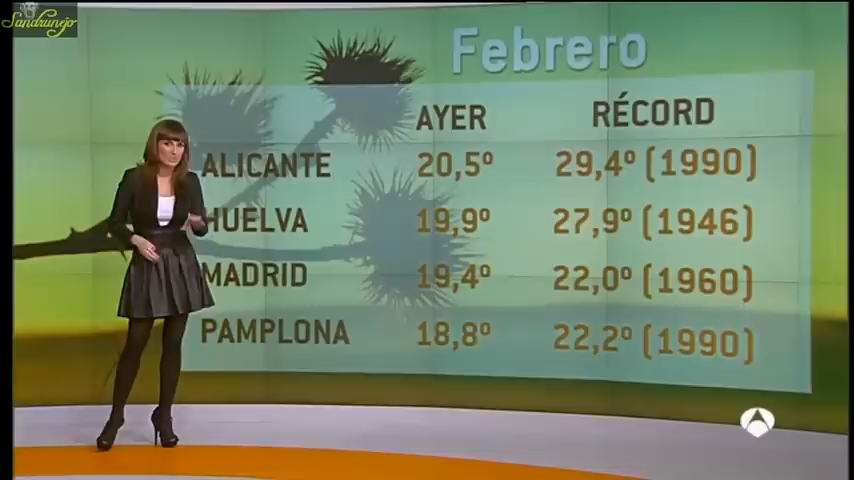 Sandrunejo
Febrero
AYER RÉCORD
ALICANTE 20,5º 29,4º (1990)
HUELVA 19,9º 27,9º (1946)
MADRID 19,4º 22,0º (1960)
PAMPLONA 18,8º 22,2º (1990)